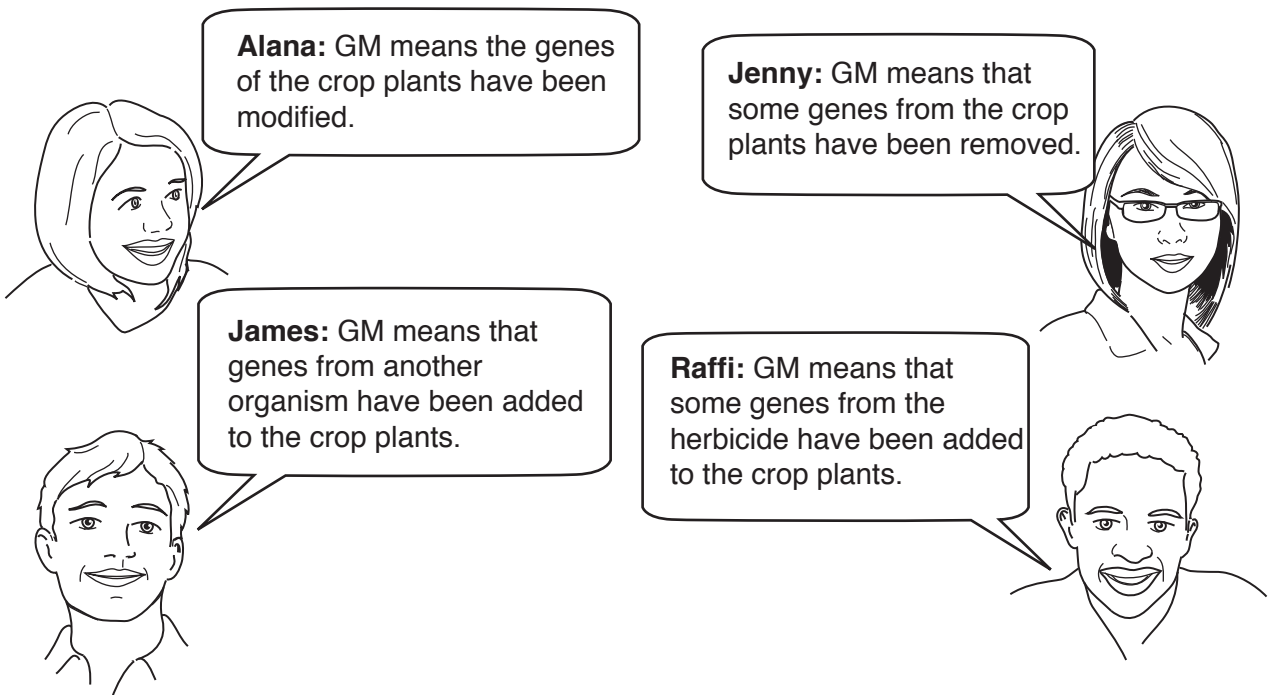 Alana: GM means the genes
of the crop plants have been
modified.
Jenny: GM means that
some genes from the crop
plants have been removed.
James: GM means that
genes from another
organism have been added
to the crop plants.
Raffi: GM means that
some genes from the
herbicide have been added
to the crop plants.